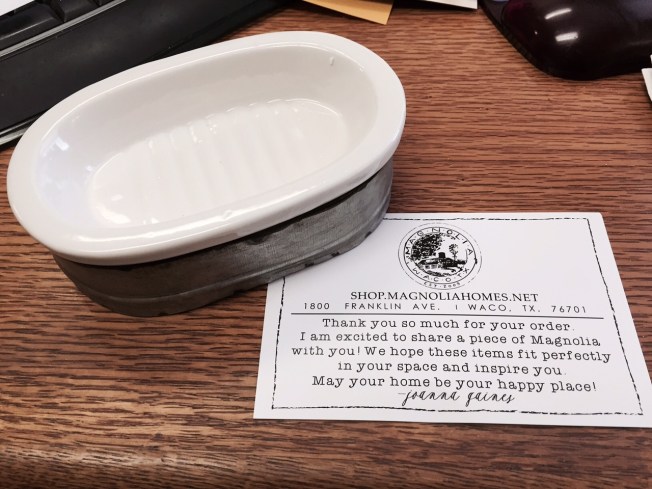 MAGNOLIA
WACO TX
SHOP.MAGNOLIAHOMES.NET
1800 FRANKLIN AVE. | WACO, TX, 76701
Thank you so much for your order.
I am excited to share a piece of Magnolia
with you! We hope these items fit perfectly
in your space and inspire you.
May your home be your happy place!
-joanna gaines